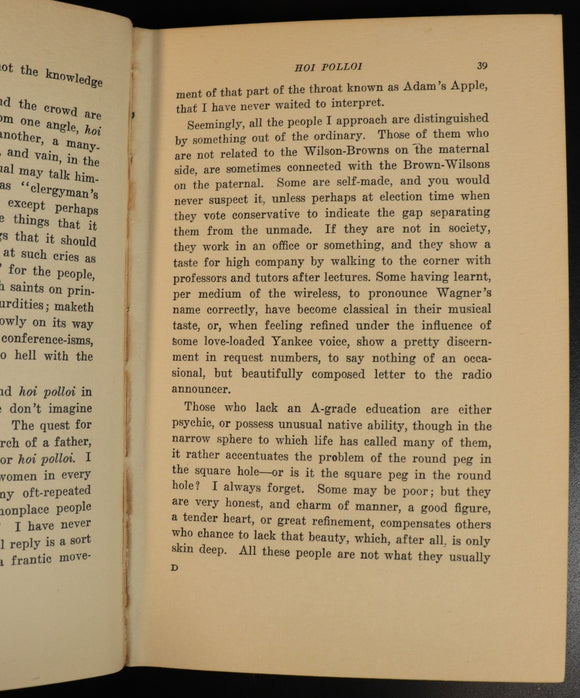 not the knowledge
nd the crowd are
om one angle, hoi
another, a many-
, and vain, in the
ual may talk him-
as "clergyman's
except perhaps
e things that it
gs that it should
at such cries as
' for the people,
h saints on prin-
surdities; maketh
owly on its way
conference-isms,
o hell with the
nd hoi polloi in
e don't imagine
The quest for
rch of a father,
or hoi polloi. I
women in every
ny oft-repeated
monplace people
I have never
l reply is a sort
a frantic move-
HOI POLLOI 39
ment of that part of the throat known as Adam's Apple,
that I have never waited to interpret.
Seemingly, all the people I approach are distinguished
by something out of the ordinary. Those of them who
are not related to the Wilson-Browns on the maternal
side, are sometimes connected with the Brown-Wilsons
on the paternal. Some are self-made, and you would
never suspect it, unless perhaps at election time when
they vote conservative to indicate the gap separating
them from the unmade. If they are not in society,
they work in an office or something, and they show a
taste for high company by walking to the corner with
professors and tutors after lectures. Some having learnt,
per medium of the wireless, to pronounce Wagner's
name correctly, have become classical in their musical
taste, or, when feeling refined under the influence of
some love-loaded Yankee voice, show a pretty discern-
ment in request numbers, to say nothing of an occa-
sional, but beautifully composed letter to the radio
announcer.
Those who lack an A-grade education are either
psychic, or possess unusual native ability, though in the
narrow sphere to which life has called many of them,
it rather accentuates the problem of the round peg in
the square hole—or is it the square peg in the round
hole? I always forget. Some may be poor; but they
are very honest, and charm of manner, a good figure,
a tender heart, or great refinement, compensates others
who chance to lack that beauty, which, after all, is only
skin deep. All these people are not what they usually
D